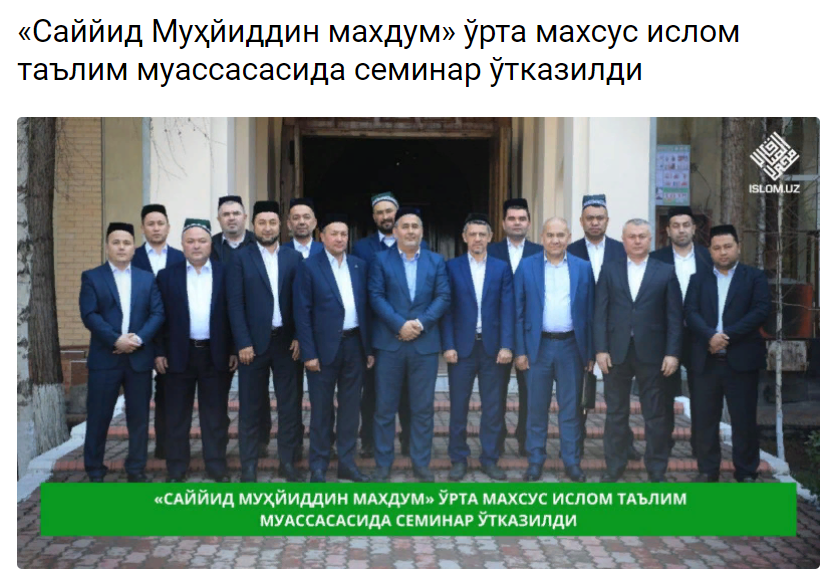 «Саййид Муҳйиддин махдум» ўрта махсус ислом
таълим муассасасида семинар ўтказилди
ISLOM.UZ
«САЙЙИД МУҲЙИДДИН МАХДУМ» ЎРТА МАХСУС ИСЛОМ ТАЪЛИМ
МУАССАСАСИДА СЕМИНАР ЎТКАЗИЛДИ